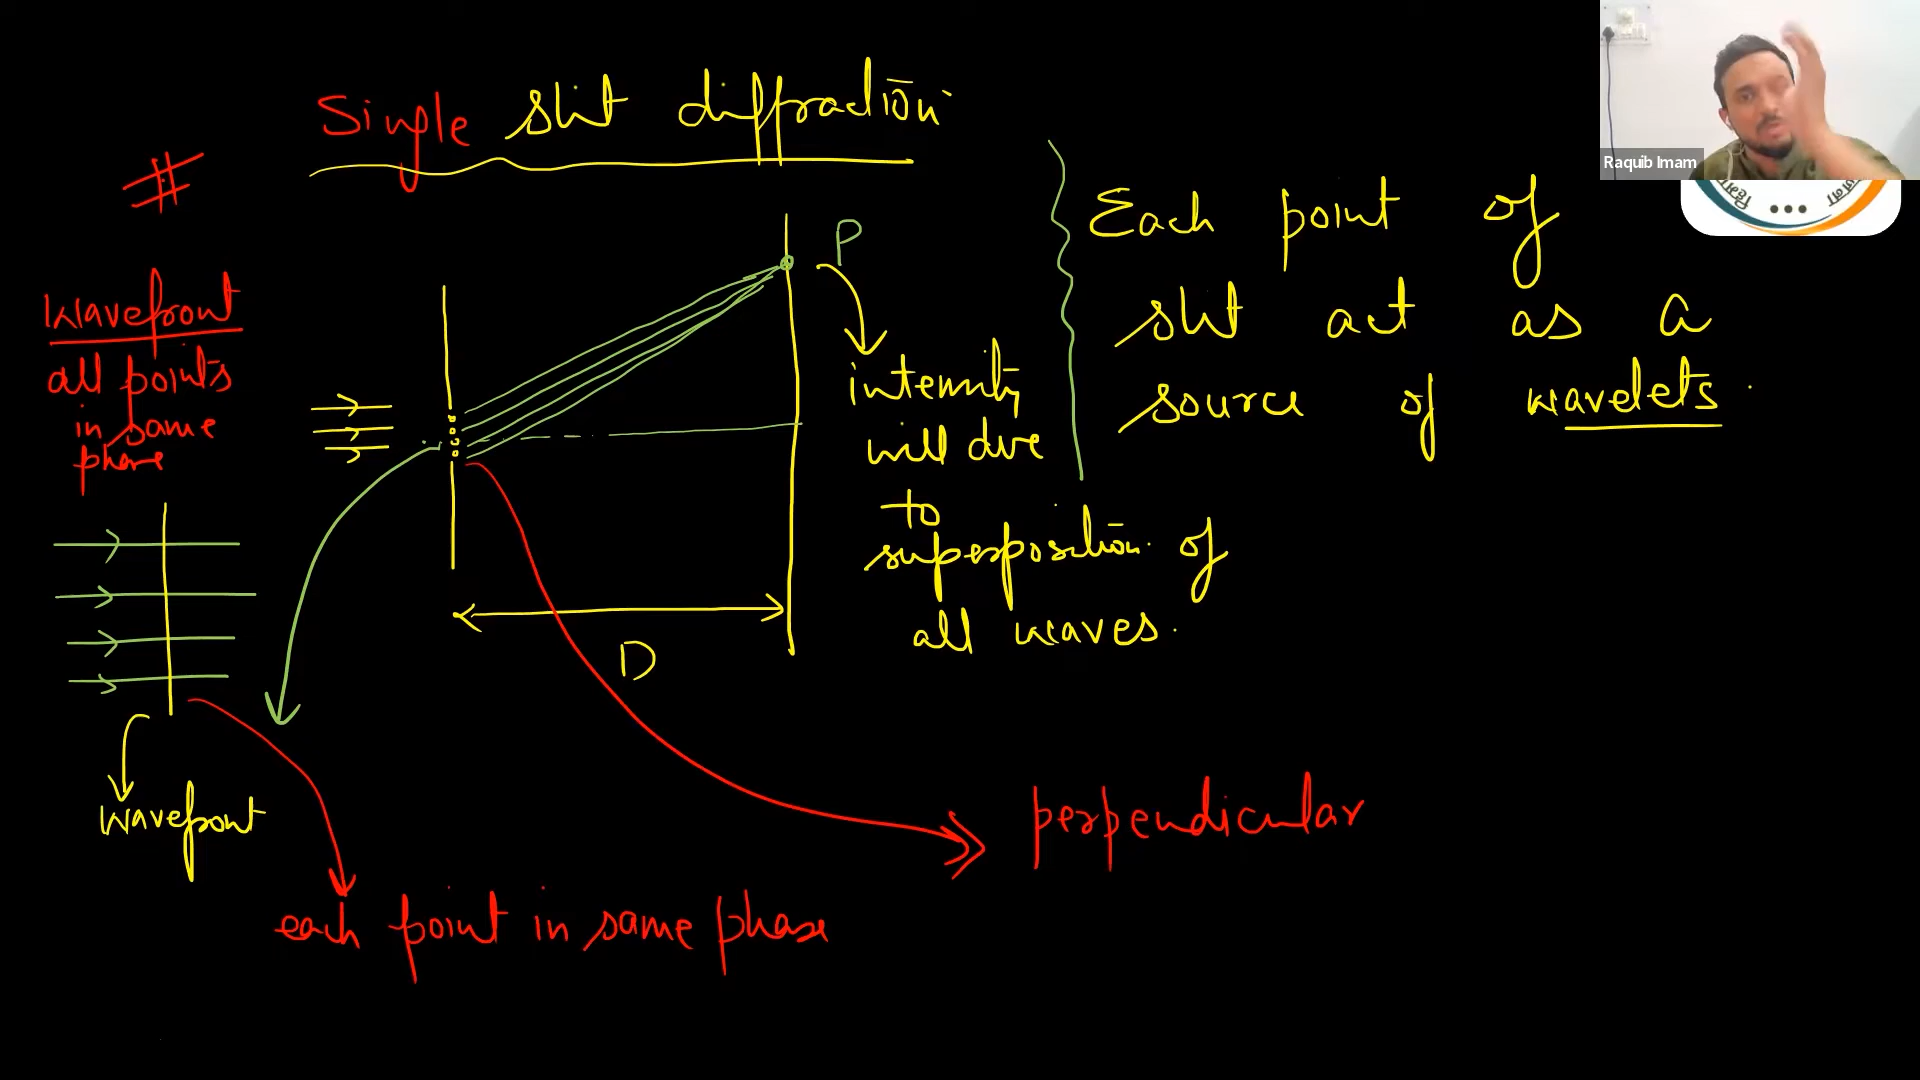 Single slit diffraction
#
Wavefront
all points
in same
phase
P
intensity
will due
to
superposition of
all waves.
Each point of
slit act as a
source of wavelets.
D
Wavefront
perpendicular
each point in same phase
Raquib Imam